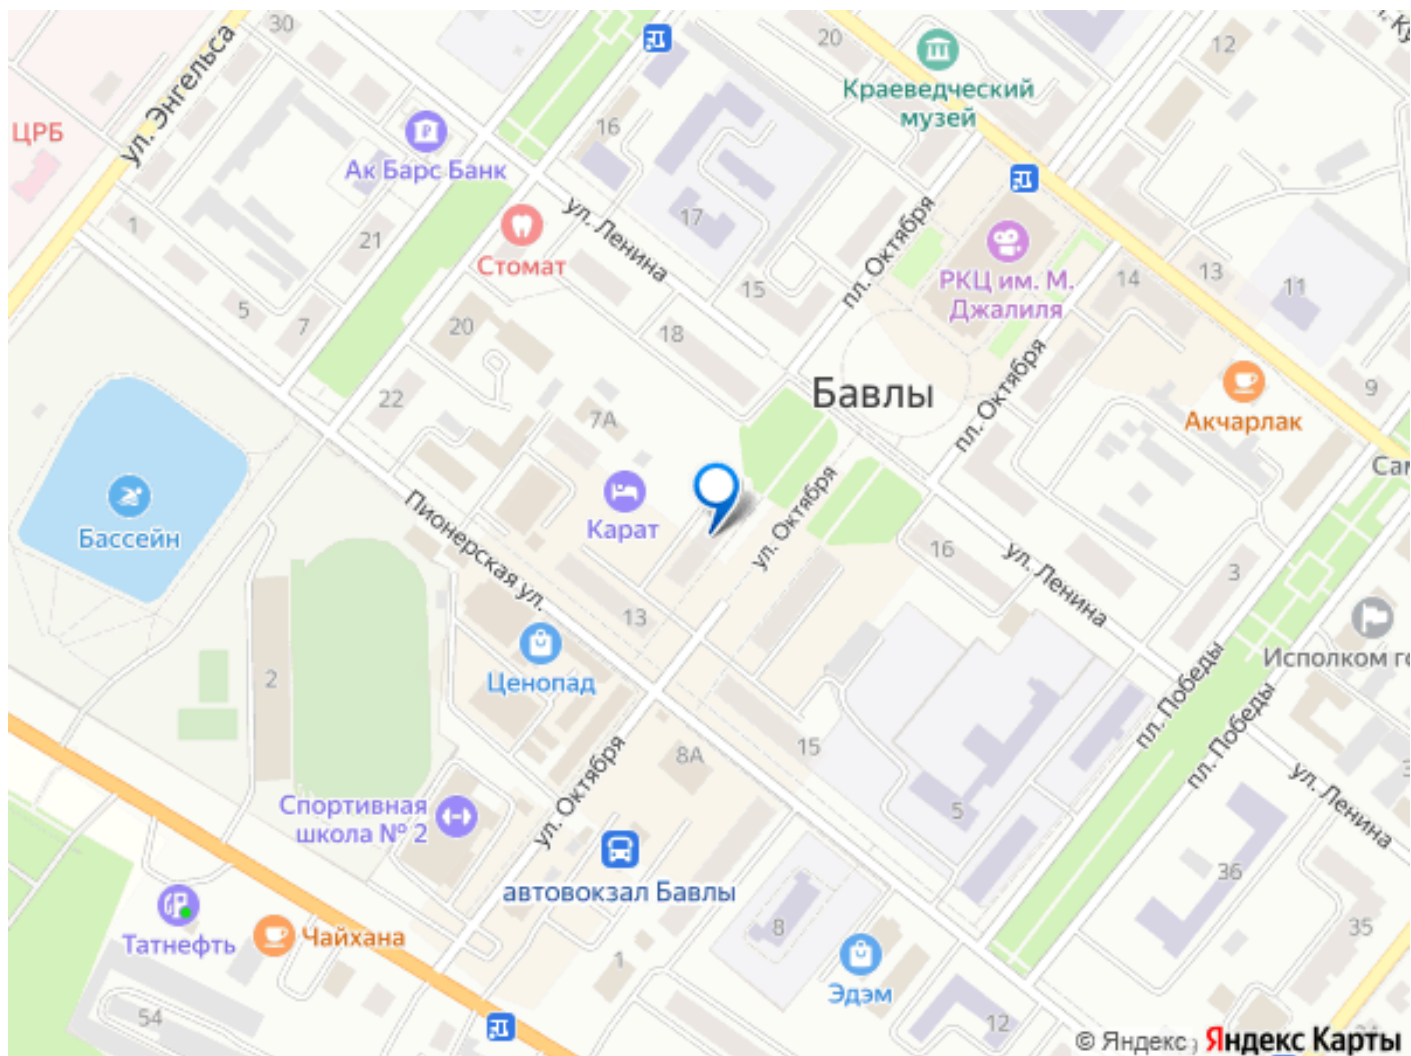 30
20
12
ул. Энгельса
ЦРБ
Краеведческий
музей
16
Ак Барс Банк
17
1
21
ул. Ленина
пл. Октября
Стомат
РКЦ им. М.
Джалиля
14
13
11
15
5
7
20
18
пл. Октября
Бавлы
22
7А
9
Акчарлак
Бассейн
Карат
Пионерская ул.
ул. Октября
16
ул. Ленина
3
13
Исполком
Ценопад
2
пл. Победы
пл. Победы
15
8А
ул. Октября
5
ул. Ленина
Спортивная
школа № 2
автовокзал Бавлы
36
35
8
Татнефть
Чайхана
1
Эдэм
54
12
© Яндекс
Яндекс Карты